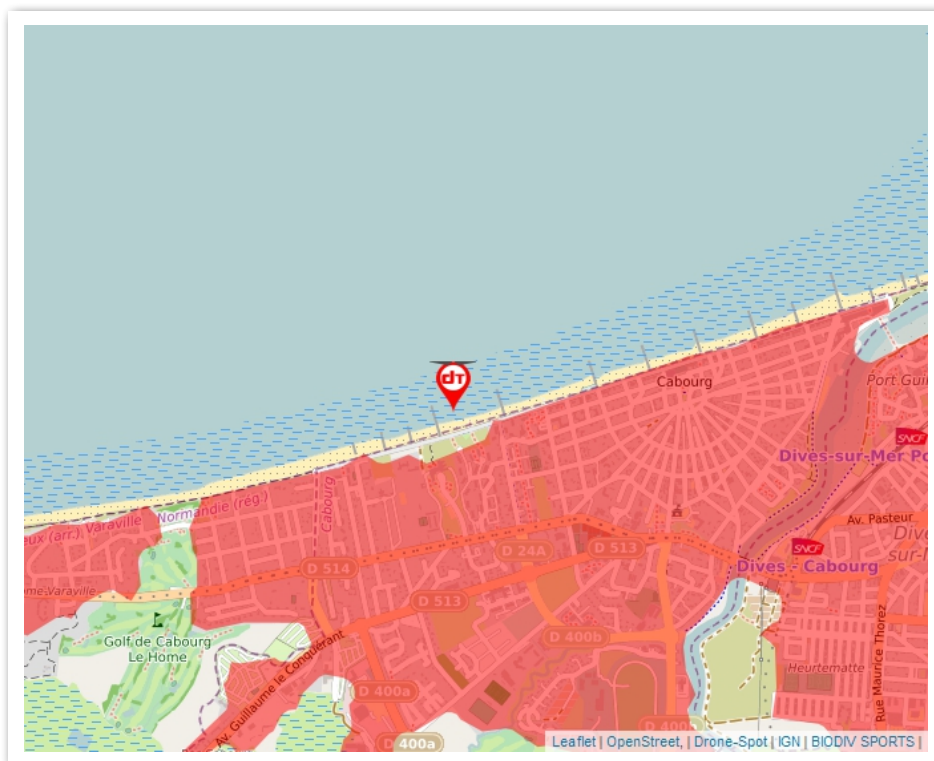 dT
Cabourg
Port Gui
SNCF
Dives-sur-Mer Po
Normandie (rég.)
Varaville
eux (arr.)
Cabourg
Av. Pasteur
D 24A
D 513
SNCF
Dive
sur-M
D 514
Dives - Cabourg
ome-Varaville
D 513
Golf de Cabourg
Le Home
D 400b
Av. Guillaume le Conquérant
Heurtematte
Rue Maurice Thorez
D 400a
D 400
D 400a
Leaflet | OpenStreet, | Drone-Spot | IGN | BIODIV SPORTS |